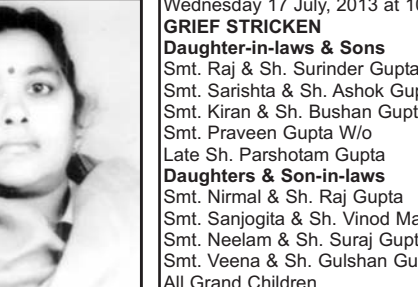 Wednesday 17 July, 2013 at
GRIEF STRICKEN
Daughter-in-laws & Sons
Smt. Raj & Sh. Surinder Gupta
Smt. Sarishta & Sh. Ashok
Smt. Kiran & Sh. Bushan
Smt. Praveen Gupta W/o
Late Sh. Parshotam Gupta
Daughters & Son-in-laws
Smt. Nirmal & Sh. Raj Gupta
Smt. Sanjogita & Sh. Vinod
Smt. Neelam & Sh. Suraj
Smt. Veena & Sh. Gulshan
All Grand Children